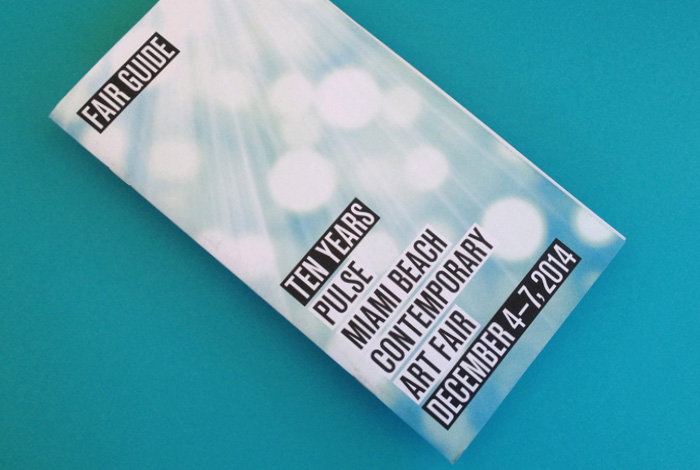 FAIR GUIDE
TEN YEARS
PULSE
MIAMI BEACH
CONTEMPORARY
ART FAIR
DECEMBER 4–7, 2014